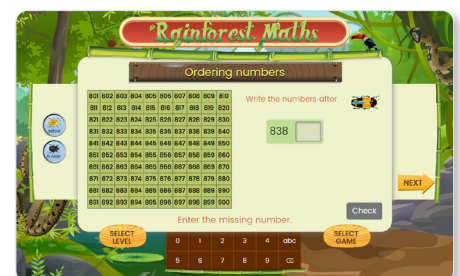 Rainforest Maths
Ordering numbers
801 802 803 804 805 806 807 808 809 810
811 812 813 814 815 816 817 818 819 820
821 822 823 824 825 826 827 828 829 830
831 832 833 834 835 836 837 838 839 840
841 842 843 844 845 846 847 848 849 850
851 852 853 854 855 856 857 858 859 860
861 862 863 864 865 866 867 868 869 870
871 872 873 874 875 876 877 878 879 880
881 882 883 884 885 886 887 888 889 890
891 892 893 894 895 896 897 898 899 900
Write the numbers after
838
NEXT
Check
Enter the missing number.
SELECT
LEVEL
0 1 2 3 4 abc
5 6 7 8 9
SELECT
GAME